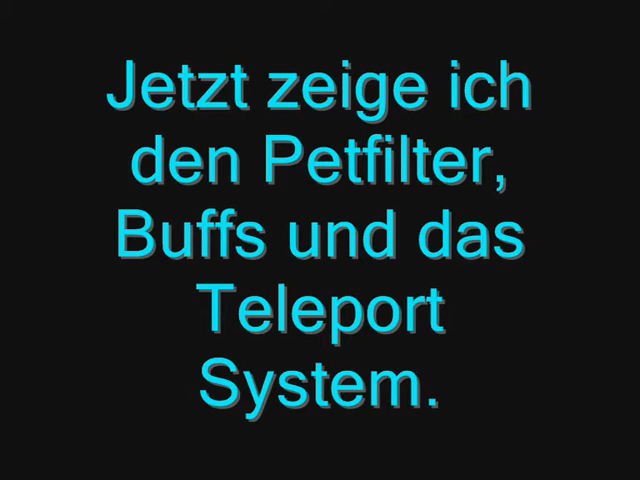 Jetzt zeige ich
den Petfilter,
Buffs und das
Teleport
System.